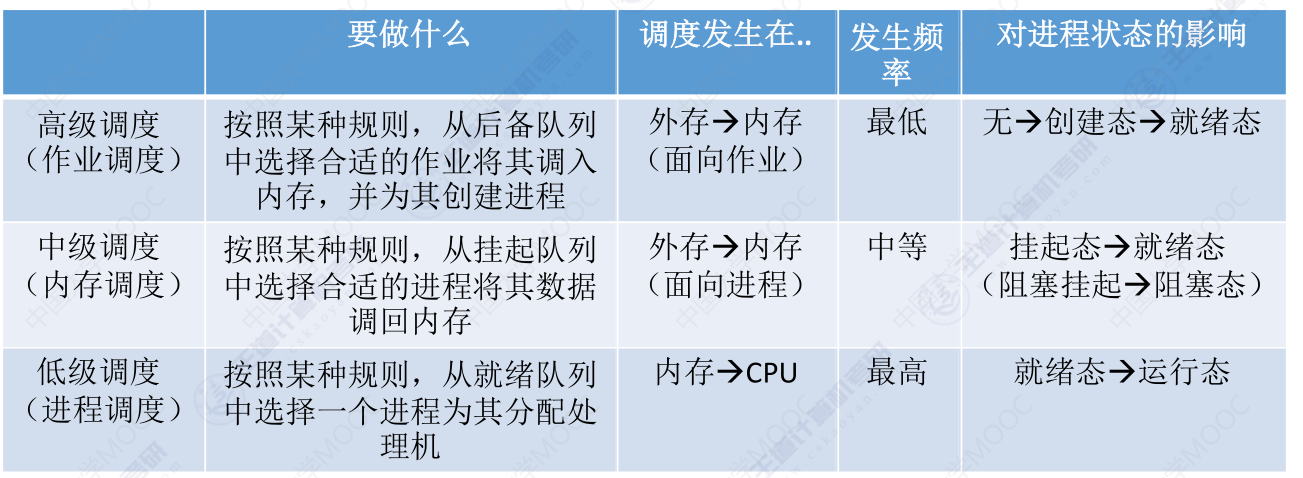 要做什么
调度发生在..
发生频
率
对进程状态的影响
高级调度
（作业调度）
按照某种规则，从后备队列
中选择合适的作业将其调入
内存，并为其创建进程
外存→内存
（面向作业）
最低
无→创建态→就绪态
中级调度
（内存调度）
按照某种规则，从挂起队列
中选择合适的进程将其数据
调回内存
外存→内存
（面向进程）
中等
挂起态→就绪态
（阻塞挂起→阻塞态）
低级调度
（进程调度）
按照某种规则，从就绪队列
中选择一个进程为其分配处
理机
内存→CPU
最高
就绪态→运行态